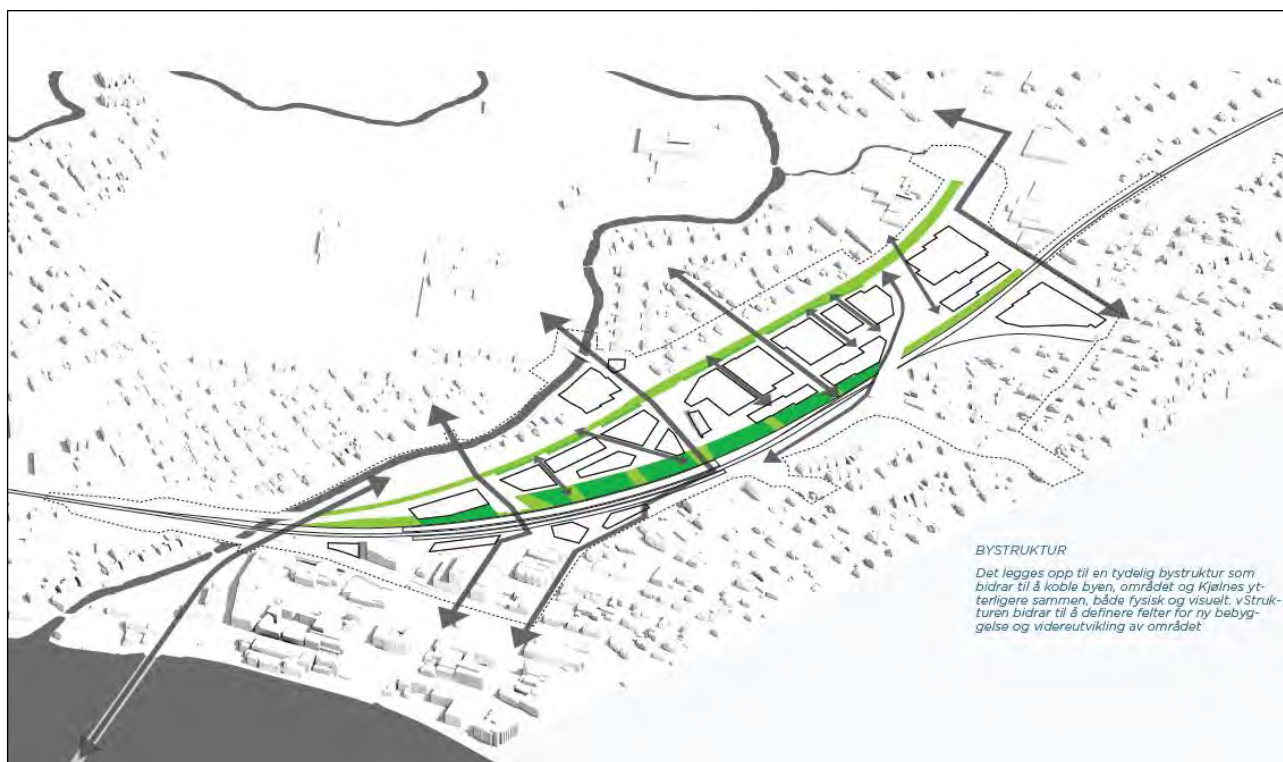 BYSTRUKTUR
Det legges opp til en tydelig bystruktur som
bidrar til å koble byen, området og Kjølnes yt-
terligere sammen, både fysisk og visuelt. vStruk-
turen bidrar til å definere felter for ny bebyg-
gelse og videreutvikling av området